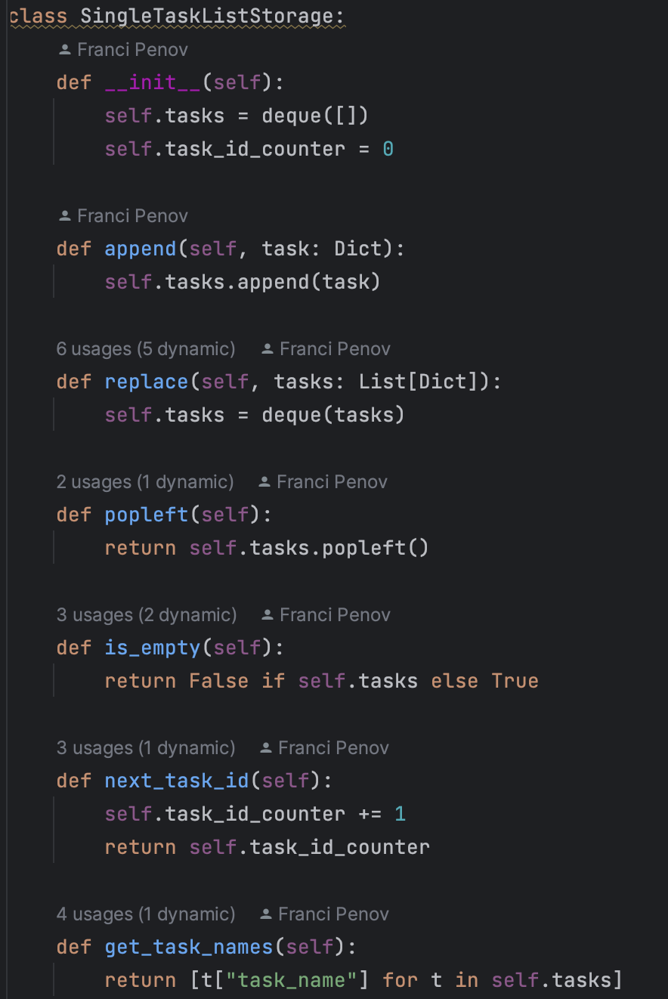 class SingleTaskListStorage:
Franci Penov
def __init__(self):
self.tasks = deque([])
self.task_id_counter = 0
Franci Penov
def append(self, task: Dict):
self.tasks.append(task)
6 usages (5 dynamic) Franci Penov
def replace(self, tasks: List[Dict]):
self.tasks = deque(tasks)
2 usages (1 dynamic) Franci Penov
def popleft(self):
return self.tasks.popleft()
3 usages (2 dynamic) Franci Penov
def is_empty(self):
return False if self.tasks else True
3 usages (1 dynamic) Franci Penov
def next_task_id(self):
self.task_id_counter += 1
return self.task_id_counter
4 usages (1 dynamic) Franci Penov
def get_task_names(self):
return [t["task_name"] for t in self.tasks]